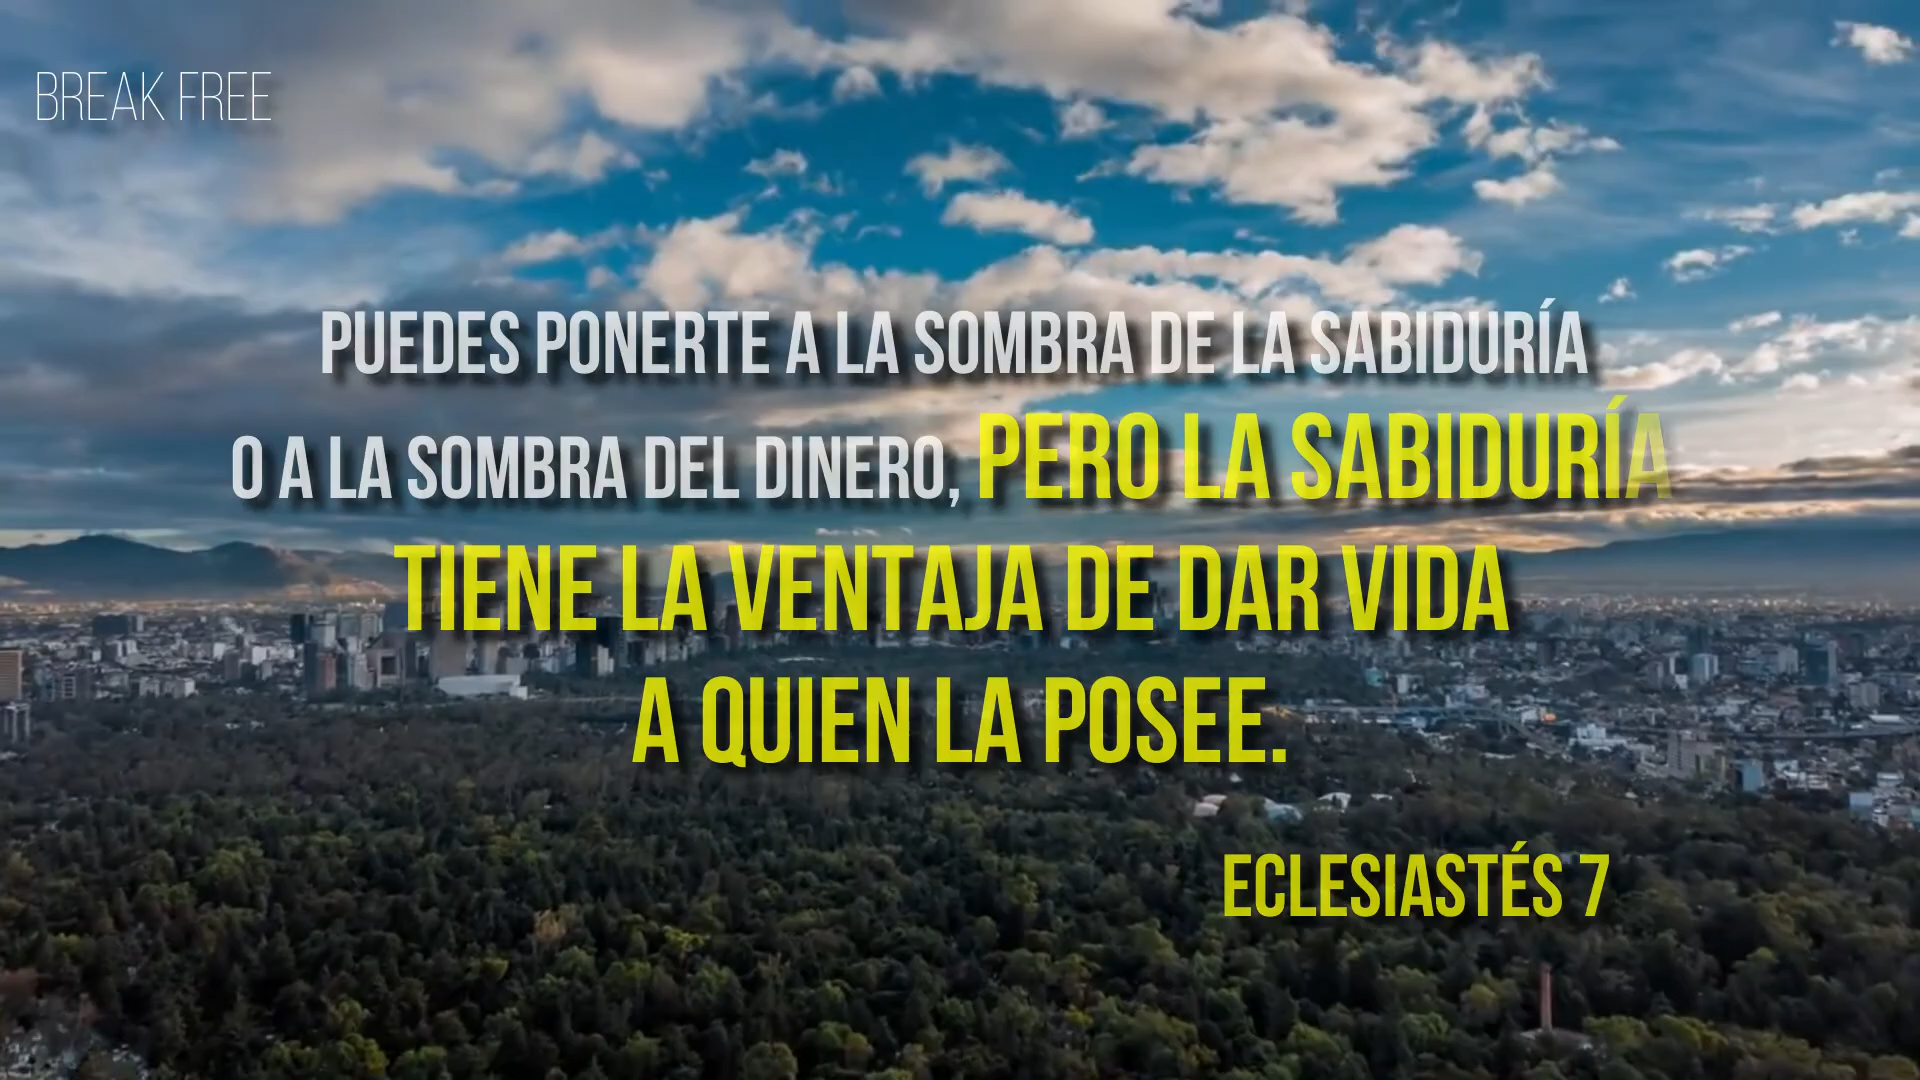 BREAK FREE
PUEDES PONERTE A LA SOMBRA DE LA SABIDURÍA
O A LA SOMBRA DEL DINERO, PERO LA SABIDURÍA
TIENE LA VENTAJA DE DAR VIDA
A QUIEN LA POSEE.
ECLESIASTÉS 7